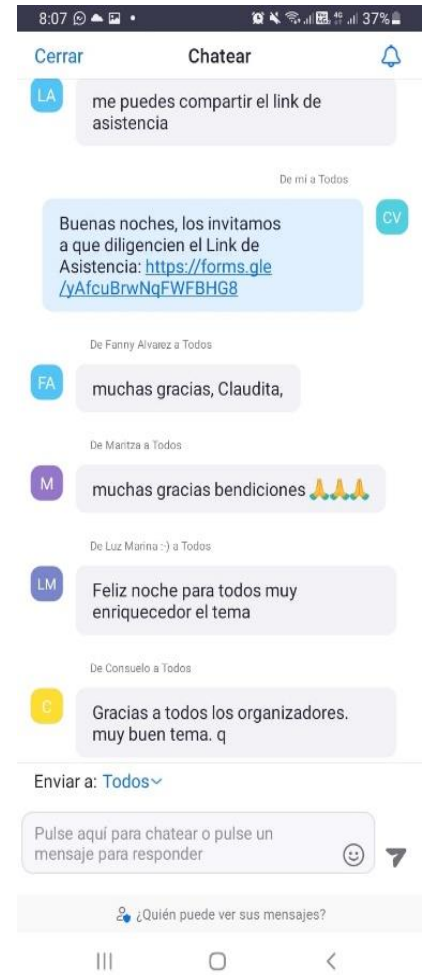 8:07 37%
Cerrar Chatear
LA
me puedes compartir el link de
asistencia
De mi a Todos
CV
Buenas noches, los invitamos
a que diligencien el Link de
Asistencia: https://forms.gle
/yAfcuBrwNqFWFBHG8
De Fanny Alvarez a Todos
FA
muchas gracias, Claudita,
De Maritza a Todos
M
muchas gracias bendiciones 🙏🙏🙏
De Luz Marina :-) a Todos
LM
Feliz noche para todos muy
enriquecedor el tema
De Consuelo a Todos
C
Gracias a todos los organizadores.
muy buen tema. q
Enviar a: Todos
Pulse aquí para chatear o pulse un
mensaje para responder
¿Quién puede ver sus mensajes?